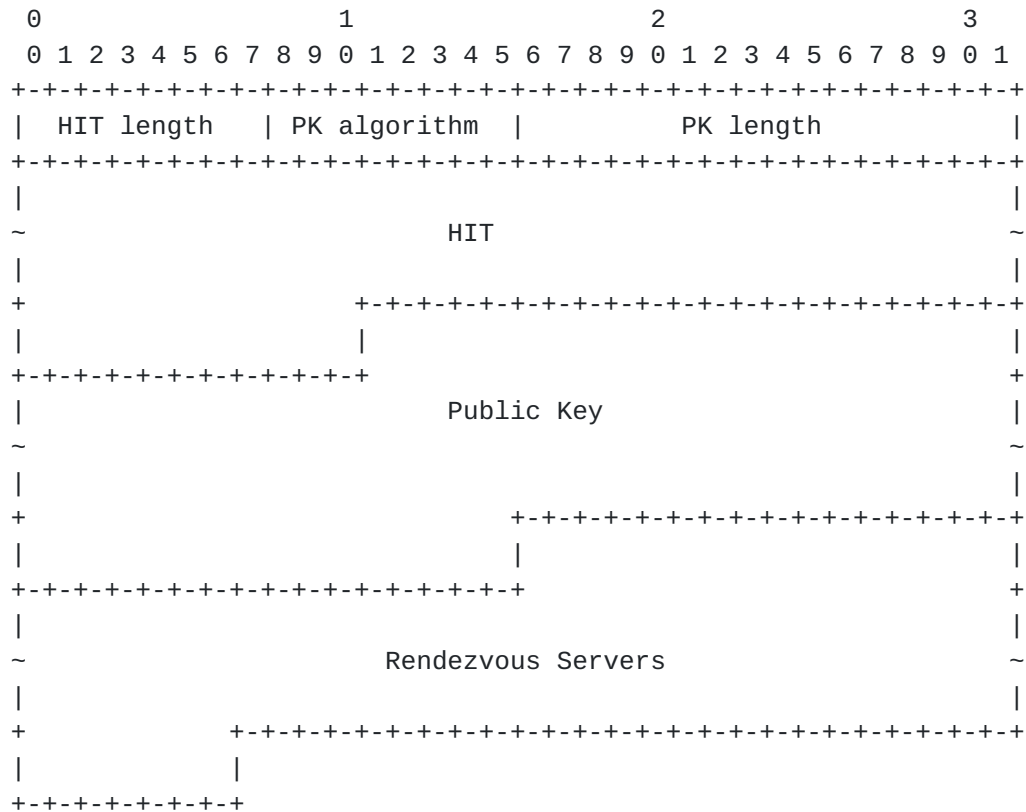 0                   1                   2                   3
 0 1 2 3 4 5 6 7 8 9 0 1 2 3 4 5 6 7 8 9 0 1 2 3 4 5 6 7 8 9 0 1
+-+-+-+-+-+-+-+-+-+-+-+-+-+-+-+-+-+-+-+-+-+-+-+-+-+-+-+-+-+-+-+-+
|  HIT length   | PK algorithm  |          PK length            |
+-+-+-+-+-+-+-+-+-+-+-+-+-+-+-+-+-+-+-+-+-+-+-+-+-+-+-+-+-+-+-+-+
|                                                               |
~                           HIT                                 ~
|                                                               |
+                     +-+-+-+-+-+-+-+-+-+-+-+-+-+-+-+-+-+-+-+-+-+
|                     |                                         |
+-+-+-+-+-+-+-+-+-+-+-+                                         +
|                           Public Key                          |
~                                                               ~
|                                                               |
+                               +-+-+-+-+-+-+-+-+-+-+-+-+-+-+-+-+
|                               |                               |
+-+-+-+-+-+-+-+-+-+-+-+-+-+-+-+-+                               +
|                                                               |
~                       Rendezvous Servers                      ~
|                                                               |
+             +-+-+-+-+-+-+-+-+-+-+-+-+-+-+-+-+-+-+-+-+-+-+-+-+-+
|             |
+-+-+-+-+-+-+-+